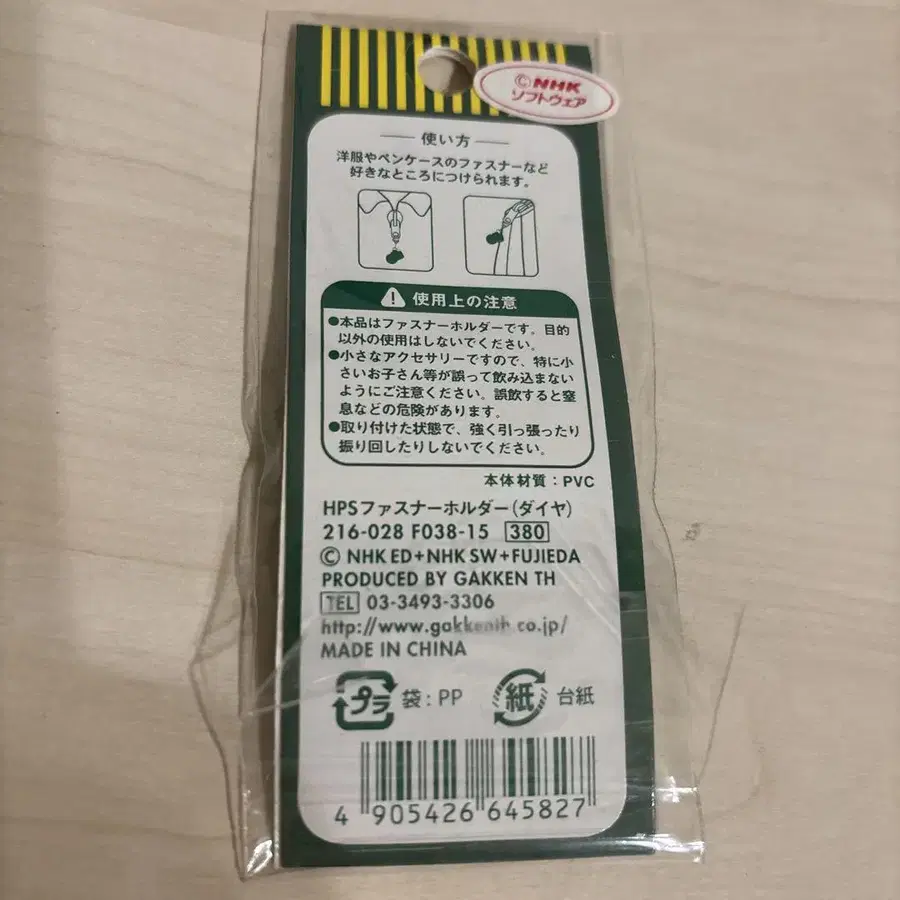 ©NHK
ソフトウェア
使い方
洋服やペンケースのファスナーなど
好きなところにつけられます。
使用上の注意
●本品はファスナーホルダーです。目的
以外の使用はしないでください。
●小さなアクセサリーですので、特に小
さいお子さん等が誤って飲み込まない
ようにご注意ください。誤飲すると窒
息などの危険があります。
●取り付けた状態で、強く引っ張ったり
振り回したりしないでください。
本体材質：PVC
HPSファスナーホルダー(ダイヤ)
216-028 F038-15 380
© NHK ED+NHK SW+FUJIEDA
PRODUCED BY GAKKEN TH
TEL 03-3493-3306
http://www.gakkenth.co.jp/
MADE IN CHINA
プラ 袋：PP 紙 台紙
4 905426 645827